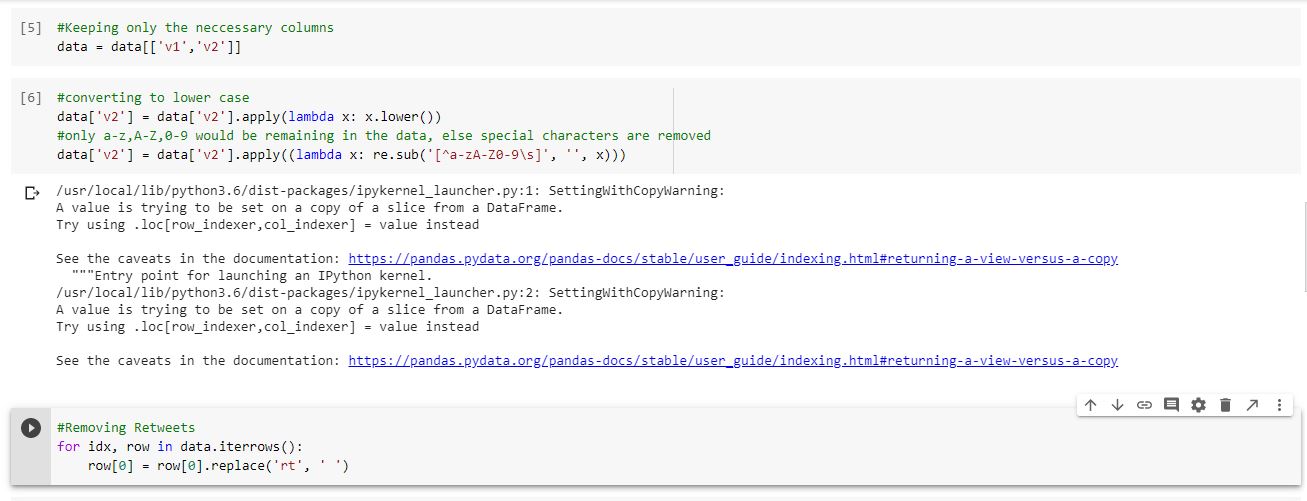 [5] #Keeping only the neccessary columns
data = data[['v1','v2']]
[6] #converting to lower case
data['v2'] = data['v2'].apply(lambda x: x.lower())
#only a-z,A-Z,0-9 would be remaining in the data, else special characters are removed
data['v2'] = data['v2'].apply((lambda x: re.sub('[^a-zA-Z0-9\s]', '', x)))
/usr/local/lib/python3.6/dist-packages/ipykernel_launcher.py:1: SettingWithCopyWarning:
A value is trying to be set on a copy of a slice from a DataFrame.
Try using .loc[row_indexer,col_indexer] = value instead
See the caveats in the documentation: https://pandas.pydata.org/pandas-docs/stable/user_guide/indexing.html#returning-a-view-versus-a-copy
"""Entry point for launching an IPython kernel.
/usr/local/lib/python3.6/dist-packages/ipykernel_launcher.py:2: SettingWithCopyWarning:
A value is trying to be set on a copy of a slice from a DataFrame.
Try using .loc[row_indexer,col_indexer] = value instead
See the caveats in the documentation: https://pandas.pydata.org/pandas-docs/stable/user_guide/indexing.html#returning-a-view-versus-a-copy
#Removing Retweets
for idx, row in data.iterrows():
row[0] = row[0].replace('rt', ' ')